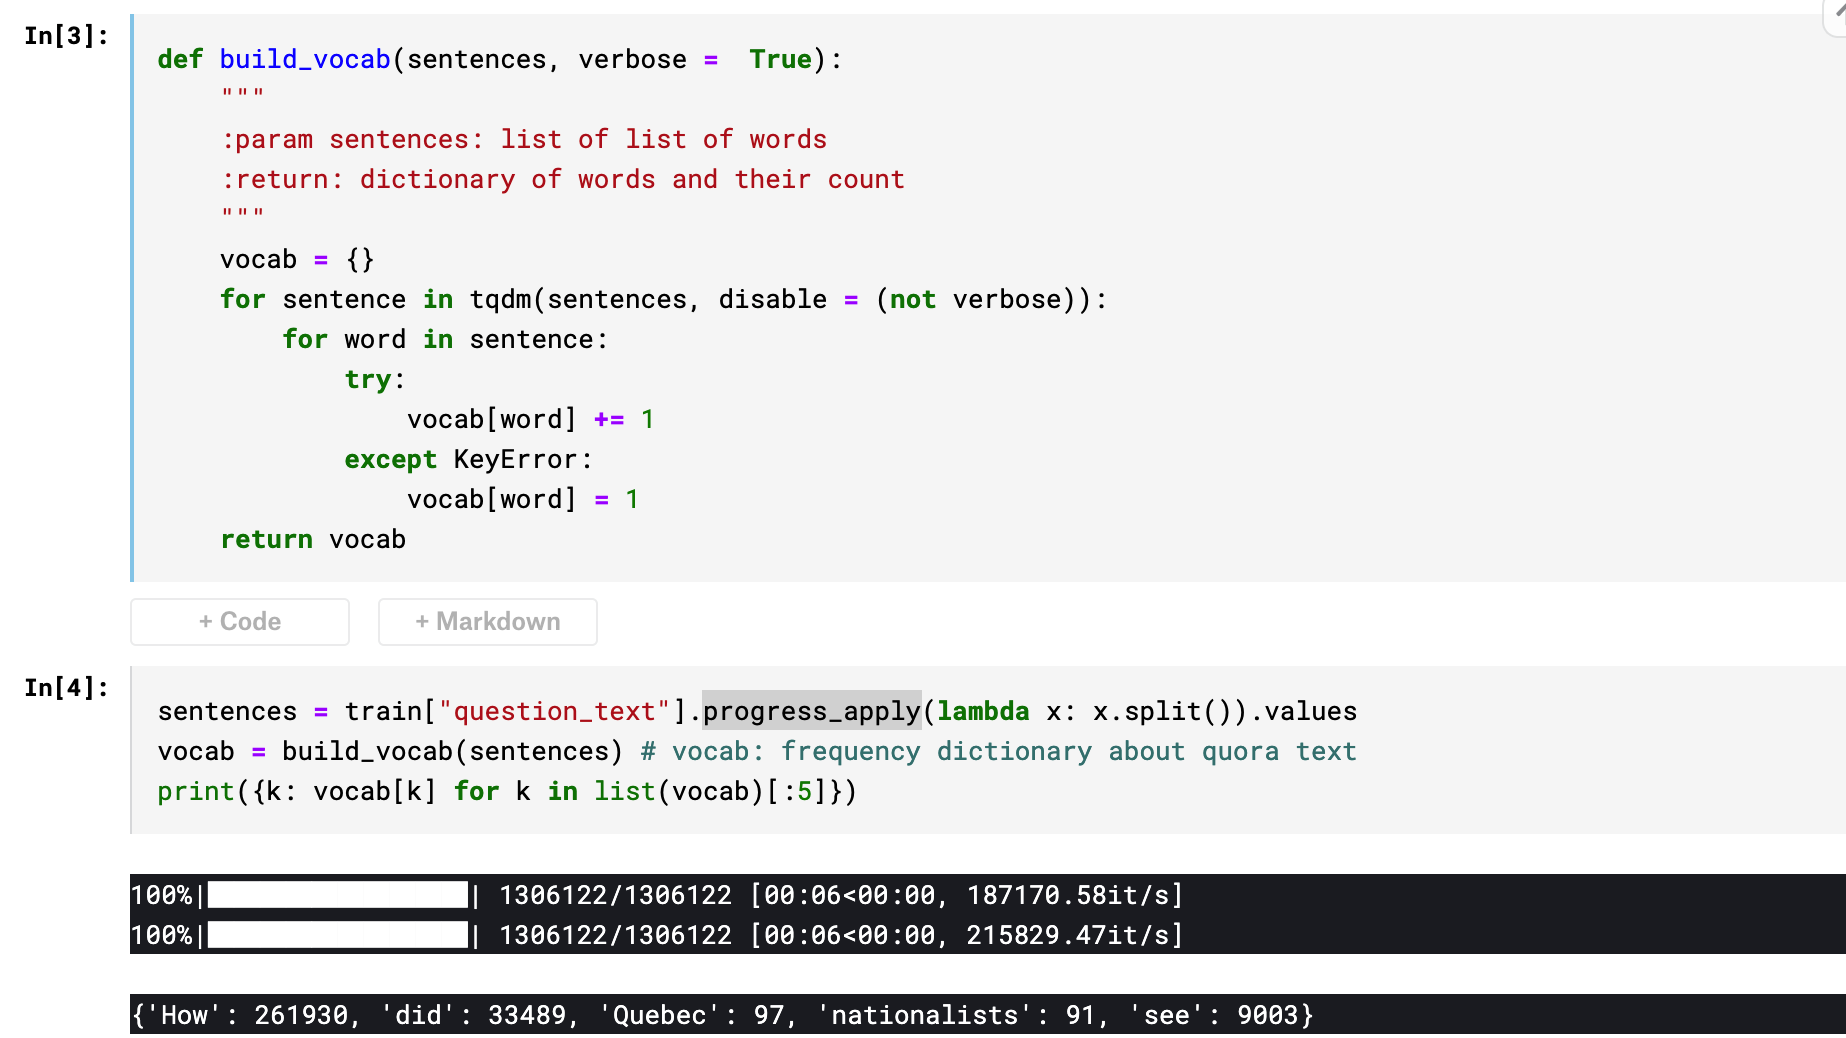 In[3]:
def build_vocab(sentences, verbose =  True):
    """
    :param sentences: list of list of words
    :return: dictionary of words and their count
    """
    vocab = {}
    for sentence in tqdm(sentences, disable = (not verbose)):
        for word in sentence:
            try:
                vocab[word] += 1
            except KeyError:
                vocab[word] = 1
    return vocab
+ Code + Markdown
In[4]:
sentences = train["question_text"].progress_apply(lambda x: x.split()).values
vocab = build_vocab(sentences) # vocab: frequency dictionary about quora text
print({k: vocab[k] for k in list(vocab)[:5]})
100%|██████████| 1306122/1306122 [00:06<00:00, 187170.58it/s]
100%|██████████| 1306122/1306122 [00:06<00:00, 215829.47it/s]
{'How': 261930, 'did': 33489, 'Quebec': 97, 'nationalists': 91, 'see': 9003}